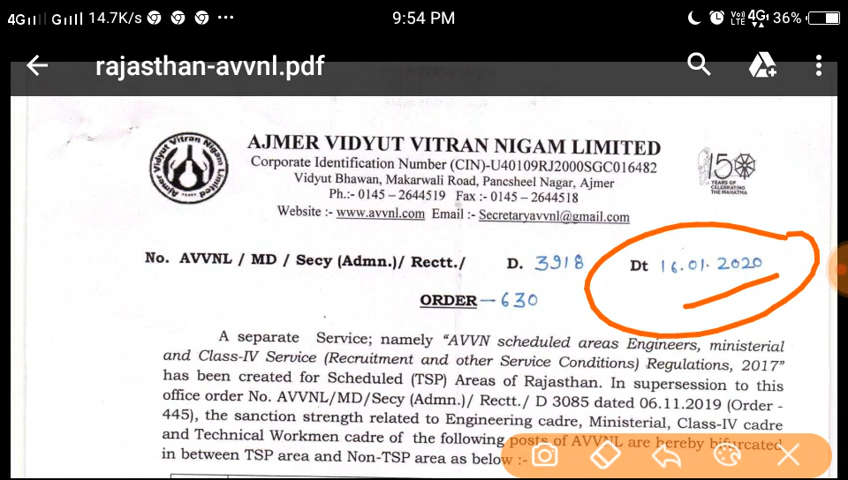 4G G 14.7K/s ... 9:54 PM VoD LTE 4G 36%
rajasthan-avvnl.pdf
AJMER VIDYUT VITRAN NIGAM LIMITED
Corporate Identification Number (CIN)-U40109RJ2000SGC016482
Vidyut Bhawan, Makarwali Road, Pancsheel Nagar, Ajmer
Ph.:- 0145 – 2644519 Fax :- 0145 – 2644518
Website :- www.avvnl.com Email :- Secretaryavvnl@gmail.com
Ajmer Vidyut Vitran Nigam Limited
150
YEARS OF
CELEBRATING
THE MAHATMA
No. AVVNL / MD / Secy (Admn.)/ Rectt./ D. 3918 Dt 16.01.2020
ORDER – 630
A separate Service; namely “AVVN scheduled areas Engineers, ministerial
and Class-IV Service (Recruitment and other Service Conditions) Regulations, 2017”
has been created for Scheduled (TSP) Areas of Rajasthan. In supersession to this
office order No. AVVNL/MD/Secy (Admn.)/ Rectt./ D 3085 dated 06.11.2019 (Order -
445), the sanction strength related to Engineering cadre, Ministerial, Class-IV cadre
and Technical Workmen cadre of the following posts of AVVNL are hereby bifurcated
in between TSP area and Non-TSP area as below :-